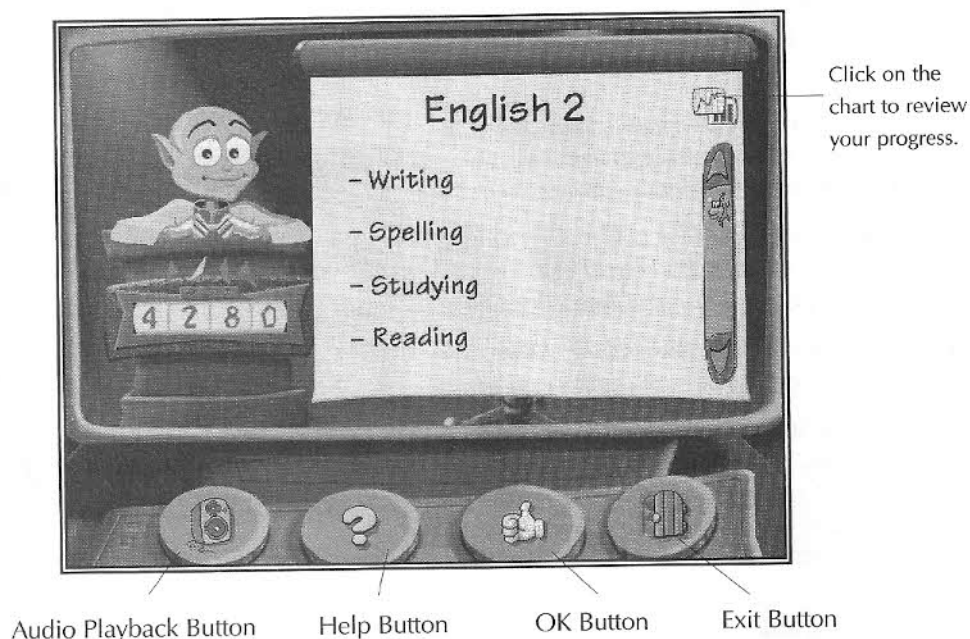 English 2
Click on the
chart to review
your progress.
– Writing
– Spelling
– Studying
– Reading
4 2 8 0
?
Audio Playback Button
Help Button
OK Button
Exit Button